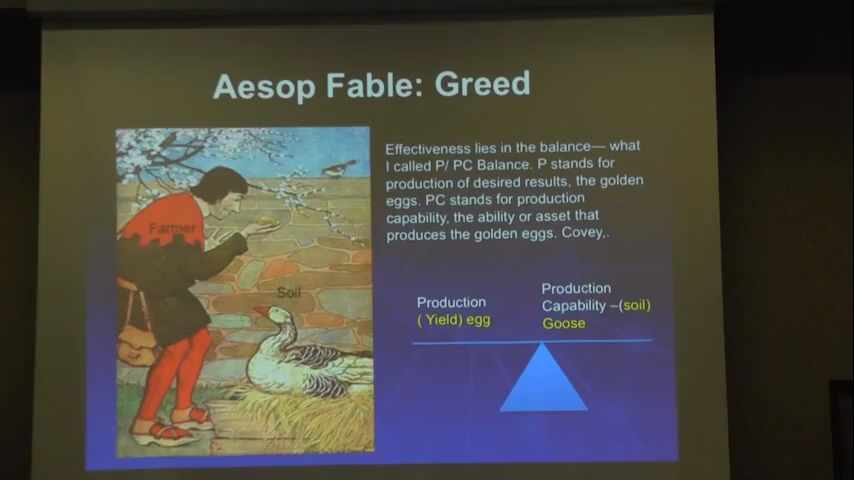 Aesop Fable: Greed
Farmer
Soil
Effectiveness lies in the balance— what
I called P/ PC Balance. P stands for
production of desired results, the golden
eggs. PC stands for production
capability, the ability or asset that
produces the golden eggs. Covey,.
Production
( Yield) egg
Production
Capability –(soil)
Goose